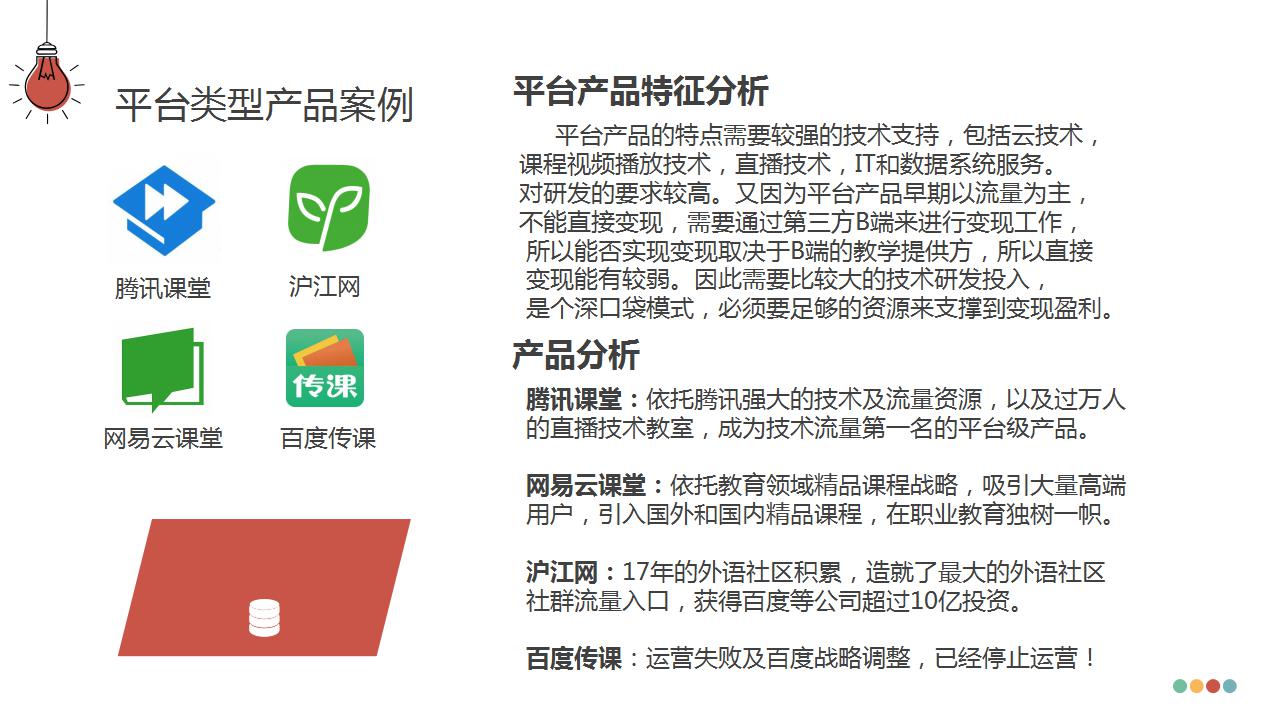 平台类型产品案例
腾讯课堂
沪江网
传课
网易云课堂
百度传课
平台产品特征分析
平台产品的特点需要较强的技术支持，包括云技术，
课程视频播放技术，直播技术，IT和数据系统服务。
对研发的要求较高。又因为平台产品早期以流量为主，
不能直接变现，需要通过第三方B端来进行变现工作，
所以能否实现变现取决于B端的教学提供方，所以直接
变现能有较弱。因此需要比较大的技术研发投入，
是个深口袋模式，必须要足够的资源来支撑到变现盈利。
产品分析
腾讯课堂：依托腾讯强大的技术及流量资源，以及过万人
的直播技术教室，成为技术流量第一名的平台级产品。
网易云课堂：依托教育领域精品课程战略，吸引大量高端
用户，引入国外和国内精品课程，在职业教育独树一帜。
沪江网：17年的外语社区积累，造就了最大的外语社区
社群流量入口，获得百度等公司超过10亿投资。
百度传课：运营失败及百度战略调整，已经停止运营！